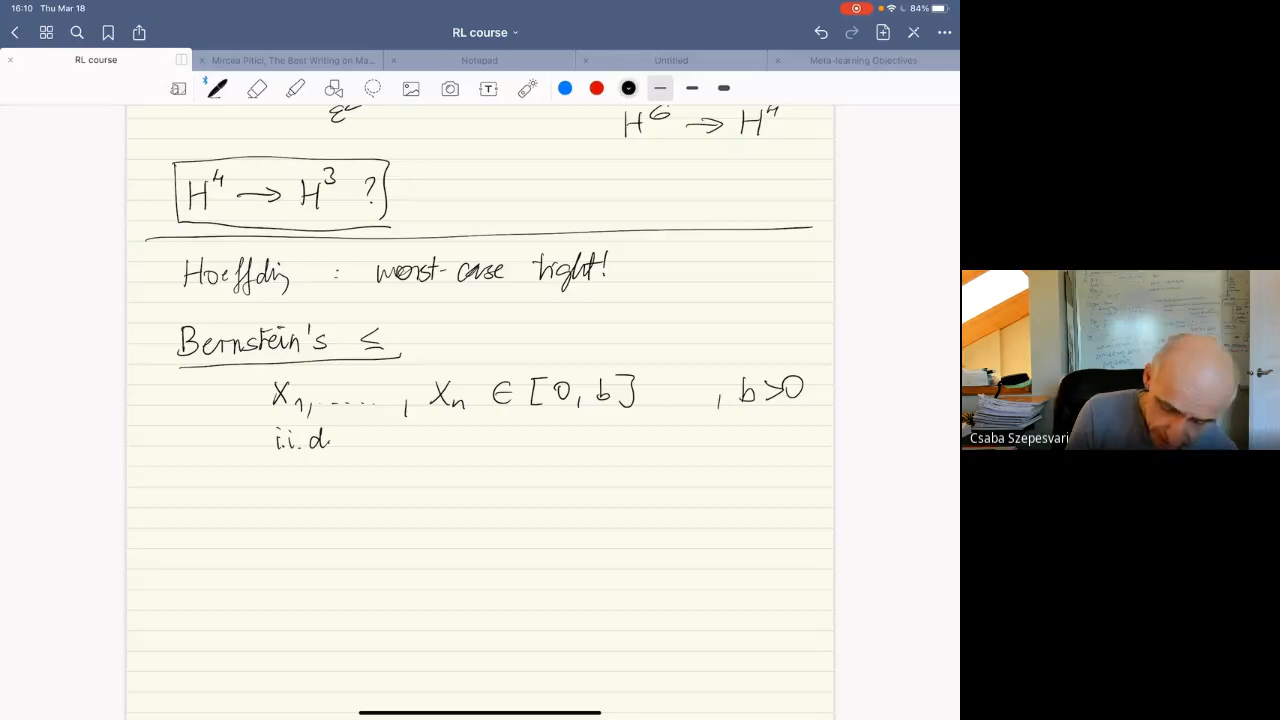 16:10 Thu Mar 18
84%
RL course
RL course
Mircea Pitici, The Best Writing on Ma...
Notepad
Untitled
Meta-learning Objectives
H⁶ → H⁴
H⁴ → H³ ?
Hoeffdig : worst-case tight!
Bernstein's ≤
X₁, ....., Xₙ ∈ [0, b] , b>0
i.i.d
Csaba Szepesvari